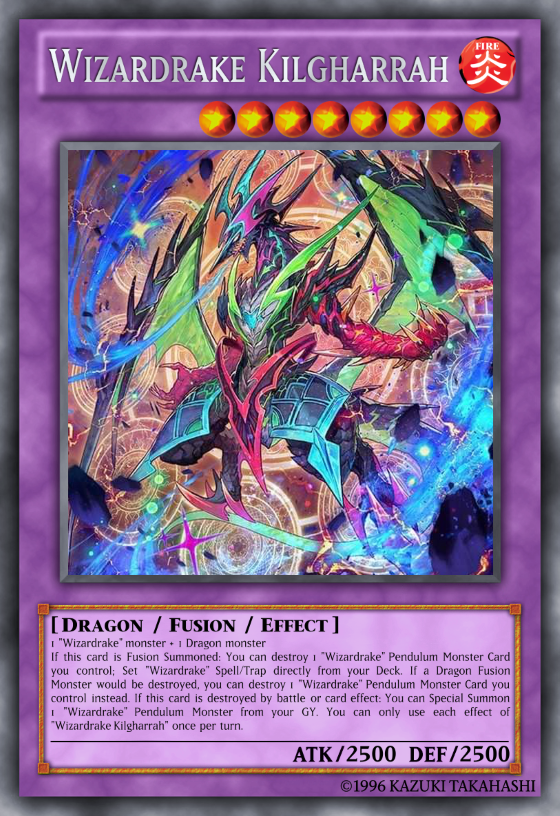 Wizardrake Kilgharrah
FIRE
炎
[ Dragon / Fusion / Effect ]
1 "Wizardrake" monster + 1 Dragon monster
If this card is Fusion Summoned: You can destroy 1 "Wizardrake" Pendulum Monster Card
you control; Set "Wizardrake" Spell/Trap directly from your Deck. If a Dragon Fusion
Monster would be destroyed, you can destroy 1 "Wizardrake" Pendulum Monster Card you
control instead. If this card is destroyed by battle or card effect: You can Special Summon
1 "Wizardrake" Pendulum Monster from your GY. You can only use each effect of
"Wizardrake Kilgharrah" once per turn.
ATK/2500 DEF/2500
©1996 KAZUKI TAKAHASHI